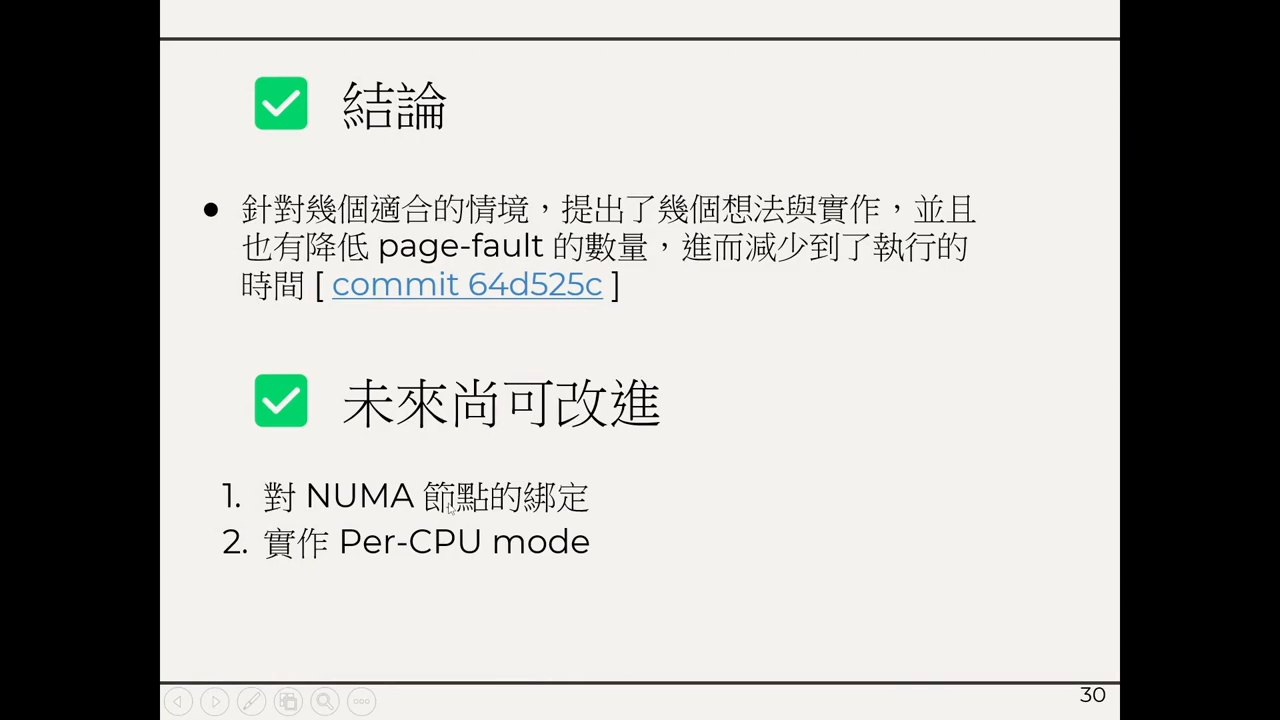 結論
● 針對幾個適合的情境，提出了幾個想法與實作，並且
也有降低 page-fault 的數量，進而減少到了執行的
時間 [ commit 64d525c ]
未來尚可改進
1. 對 NUMA 節點的綁定
2. 實作 Per-CPU mode
30